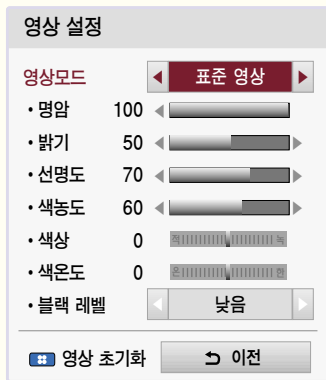 영상 설정
영상모드 ◀ 표준 영상 ▶
• 명암 100 ◀
• 밝기 50 ◀ ▶
• 선명도 70 ◀ ▶
• 색농도 60 ◀ ▶
• 색상 0 적 녹
• 색온도 0 온 한
• 블랙 레벨 낮음
영상 초기화 이전